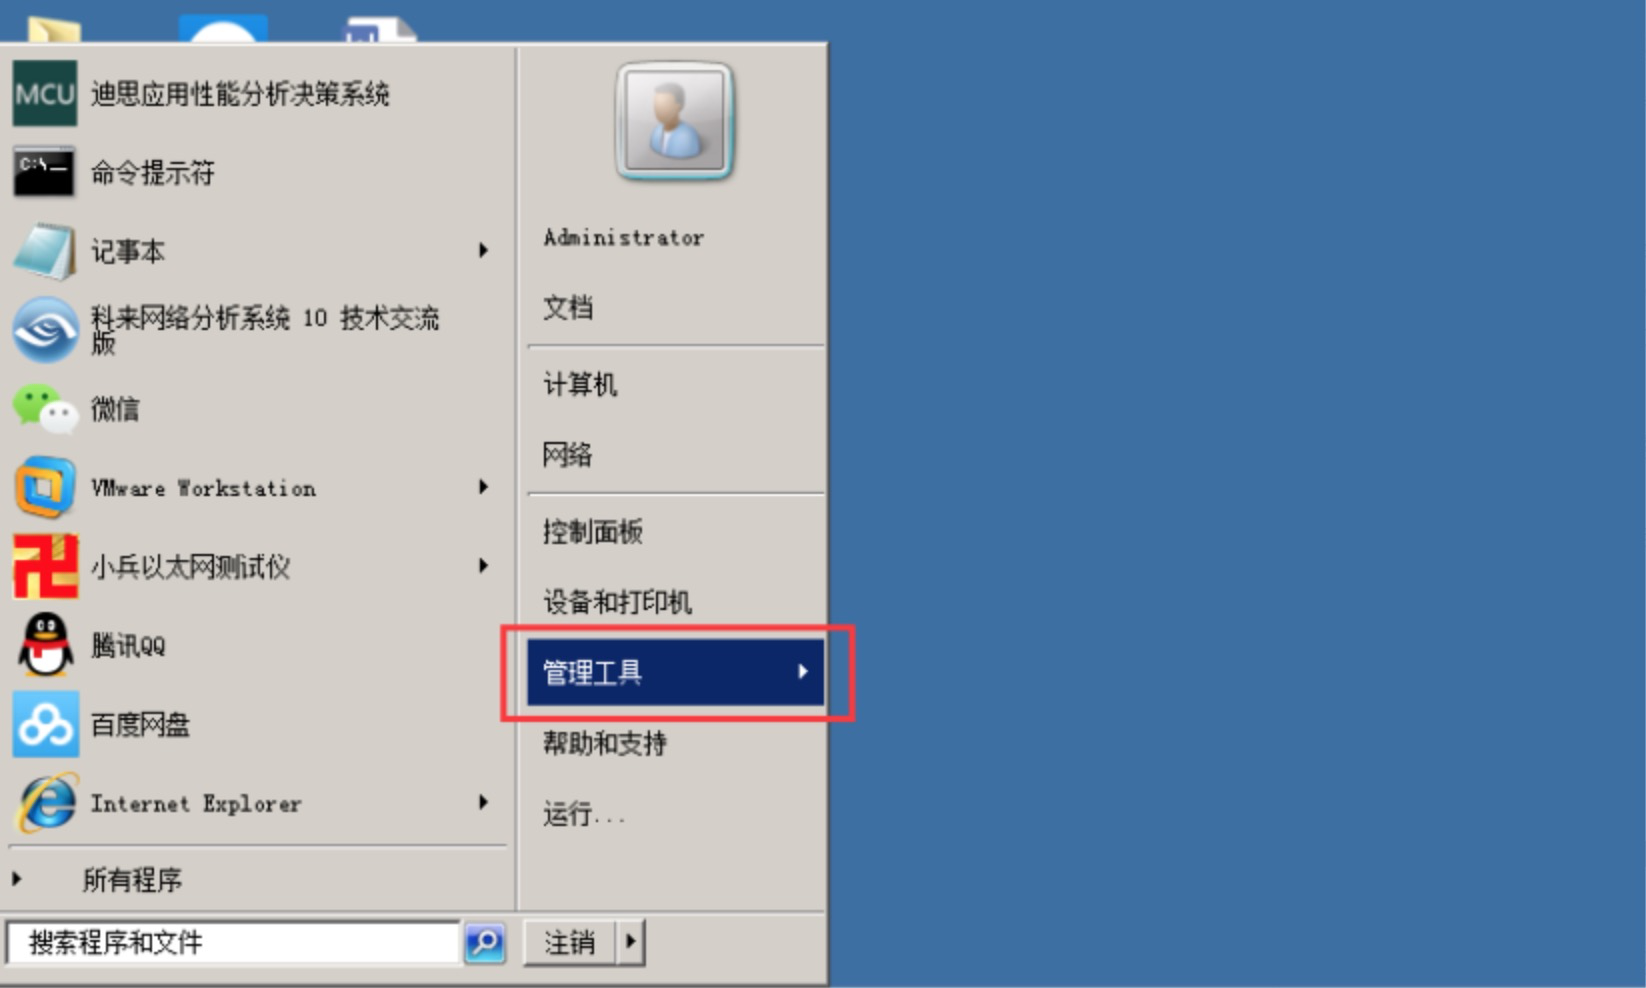 MCU
迪思应用性能分析决策系统
C:\_
命令提示符
记事本
科来网络分析系统 10 技术交流
版
微信
VMware Workstation
小兵以太网测试仪
腾讯QQ
百度网盘
Internet Explorer
所有程序
搜索程序和文件
Administrator
文档
计算机
网络
控制面板
设备和打印机
管理工具
帮助和支持
运行...
注销